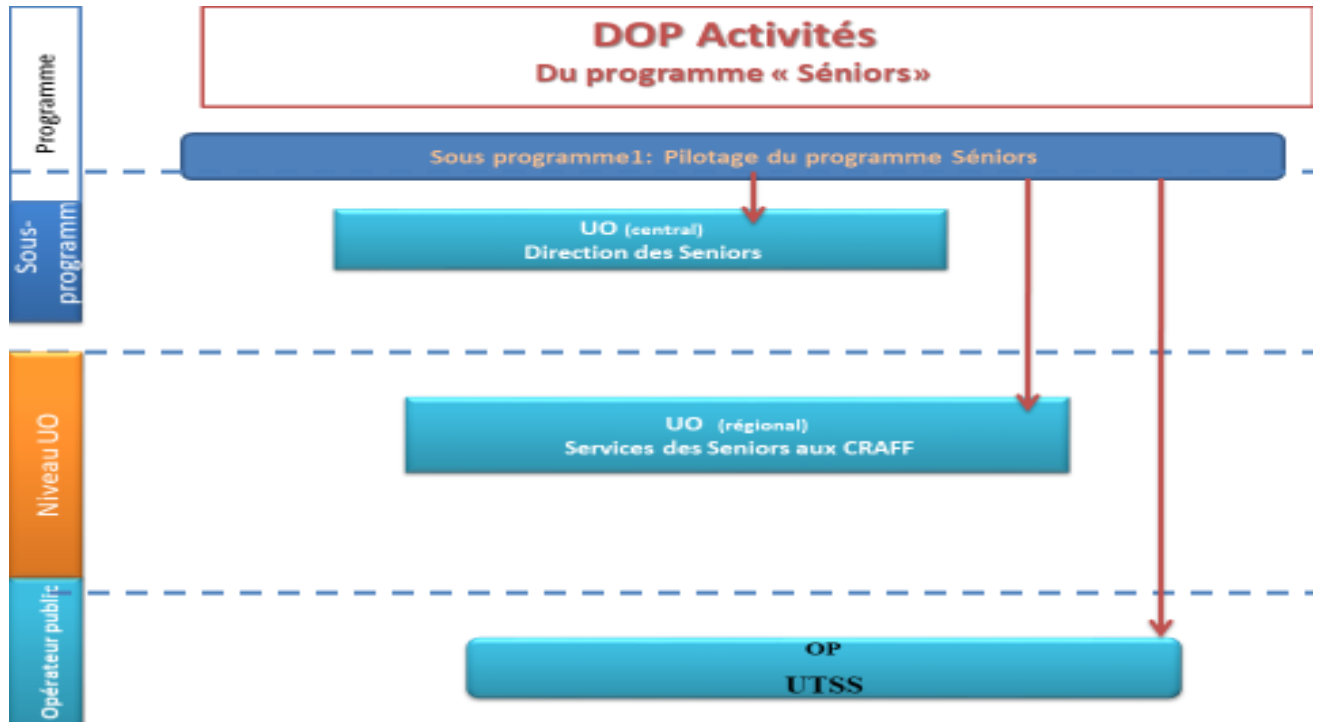 DOP Activités
Du programme « Séniors»
Programme
Sous programme1: Pilotage du programme Séniors
Sous-
programm
UO (central)
Direction des Seniors
Niveau UO
UO (régional)
Services des Seniors aux CRAFF
Opérateur public
OP
UTSS